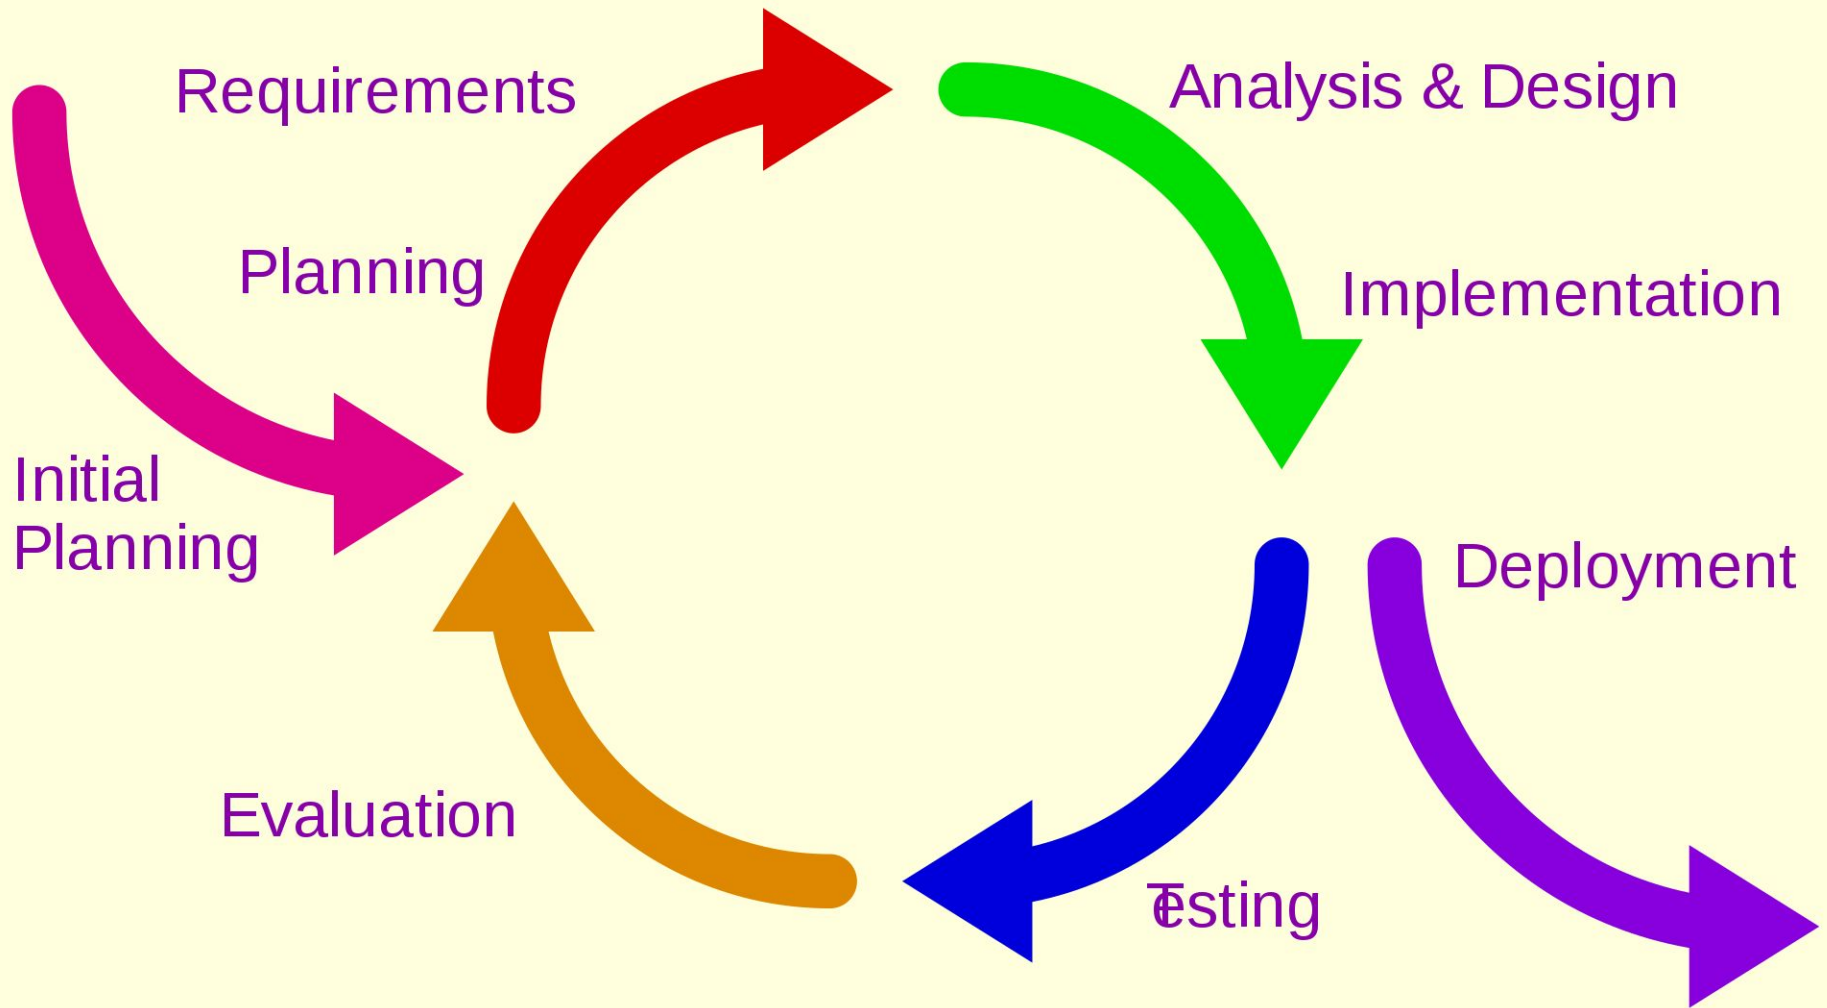 Requirements
Analysis & Design
Planning
Implementation
Initial
Planning
Deployment
Evaluation
Testing